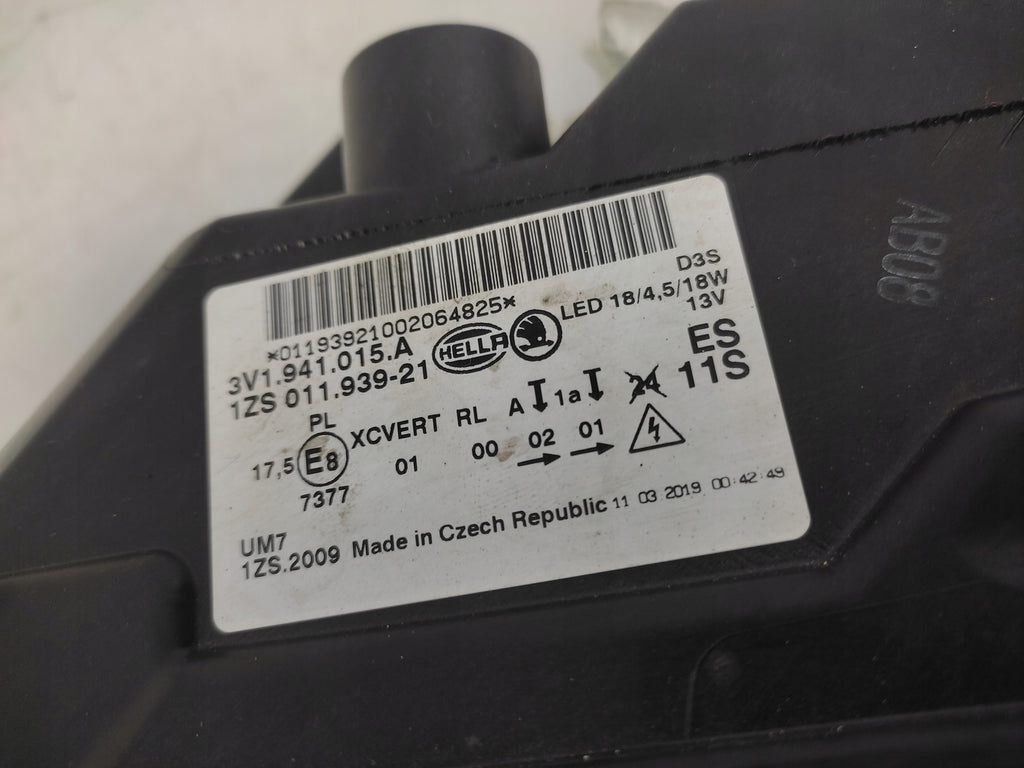 *01193921002064825*
D3S
3V1.941.015.A
HELLA
LED 18/4,5/18W
1ZS 011.939-21
13V
ES
PL
XCVERT RL A 1a 24 11S
17,5 E8 01 00 02 01
7377
UM7
1ZS.2009 Made in Czech Republic 11 03 2019 00:42:49
AB08